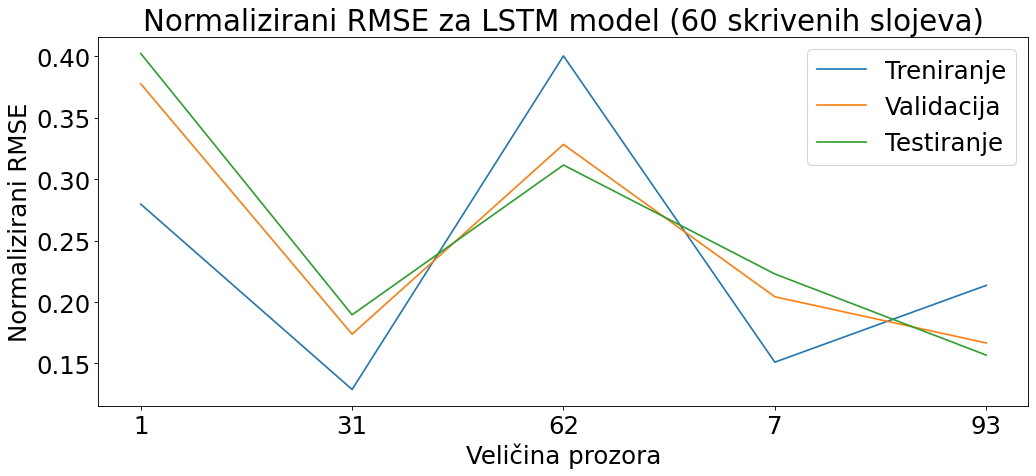 Normalizirani RMSE za LSTM model (60 skrivenih slojeva)
Normalizirani RMSE
0.40
0.35
0.30
0.25
0.20
0.15
Treniranje
Validacija
Testiranje
1 31 62 7 93
Veličina prozora